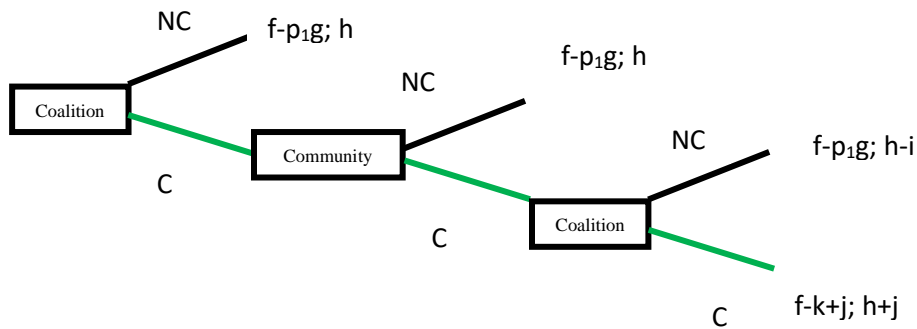 NC
f-p₁g; h
NC
f-p₁g; h
Coalition
NC
f-p₁g; h-i
Community
C
C
Coalition
C
f-k+j; h+j